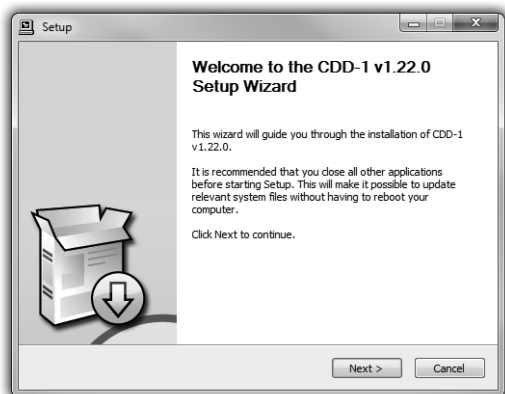 Setup
Welcome to the CDD-1 v1.22.0
Setup Wizard
This wizard will guide you through the installation of CDD-1
v1.22.0.
It is recommended that you close all other applications
before starting Setup. This will make it possible to update
relevant system files without having to reboot your
computer.
Click Next to continue.
Next >
Cancel